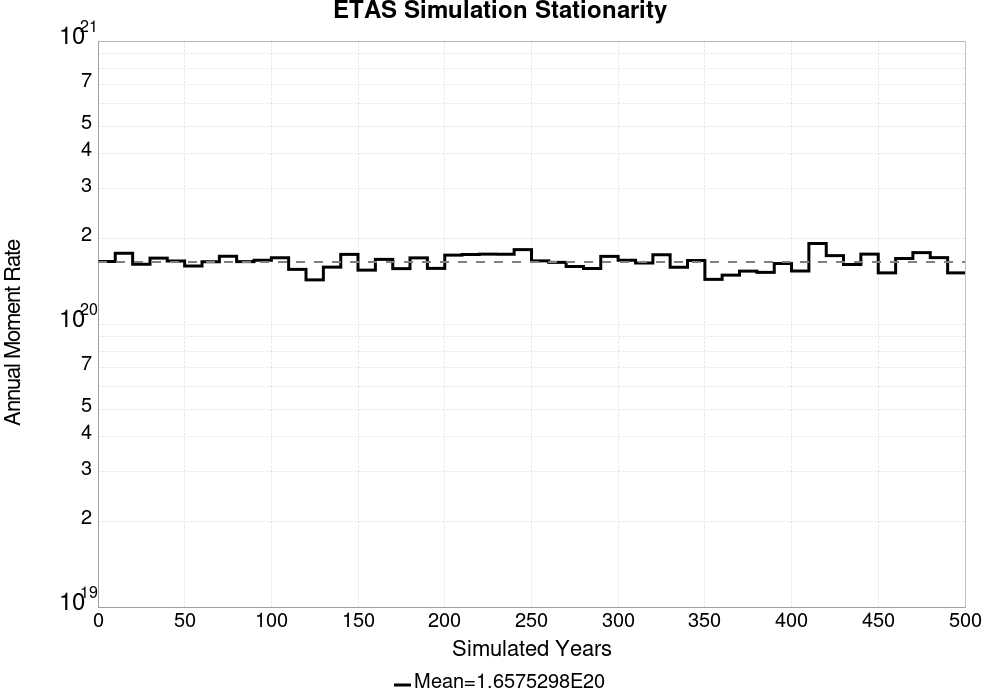 ETAS Simulation Stationarity
10^21
7
5
4
3
2
10^20
7
5
4
3
2
10^19
Annual Moment Rate
0 50 100 150 200 250 300 350 400 450 500
Simulated Years
Mean=1.6575298E20